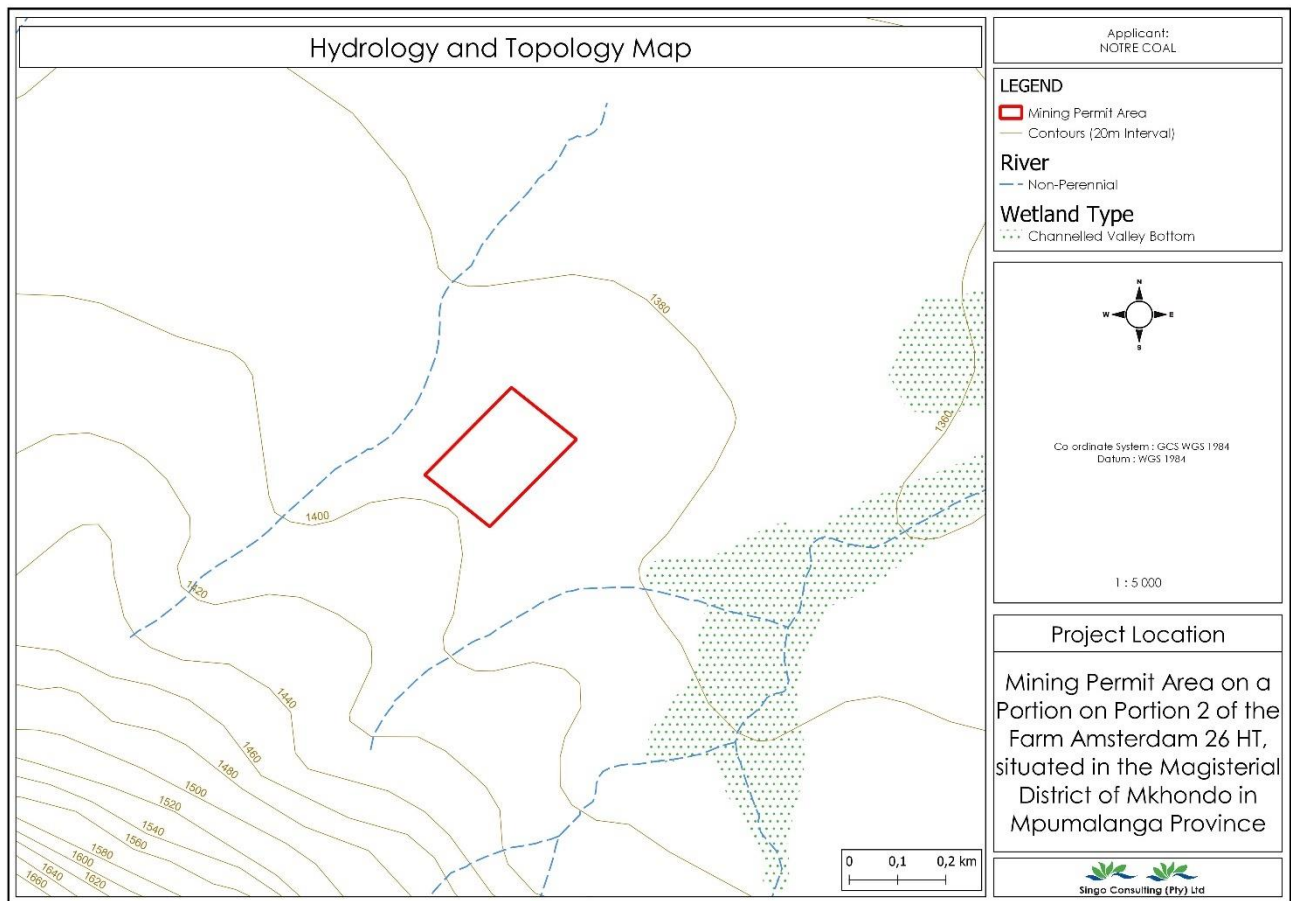 Hydrology and Topology Map
1380
1360
1400
1420
1440
1460
1480
1500
1520
1540
1560
1580
1600
1620
1640
1660
0 0,1 0,2 km
Applicant:
NOTRE COAL
LEGEND
Mining Permit Area
Contours (20m Interval)
River
Non-Perennial
Wetland Type
Channelled Valley Bottom
N
W E
S
Co ordinate System : GCS WGS 1984
Datum : WGS 1984
1 : 5 000
Project Location
Mining Permit Area on a
Portion on Portion 2 of the
Farm Amsterdam 26 HT,
situated in the Magisterial
District of Mkhondo in
Mpumalanga Province
Singo Consulting (Pty) Ltd